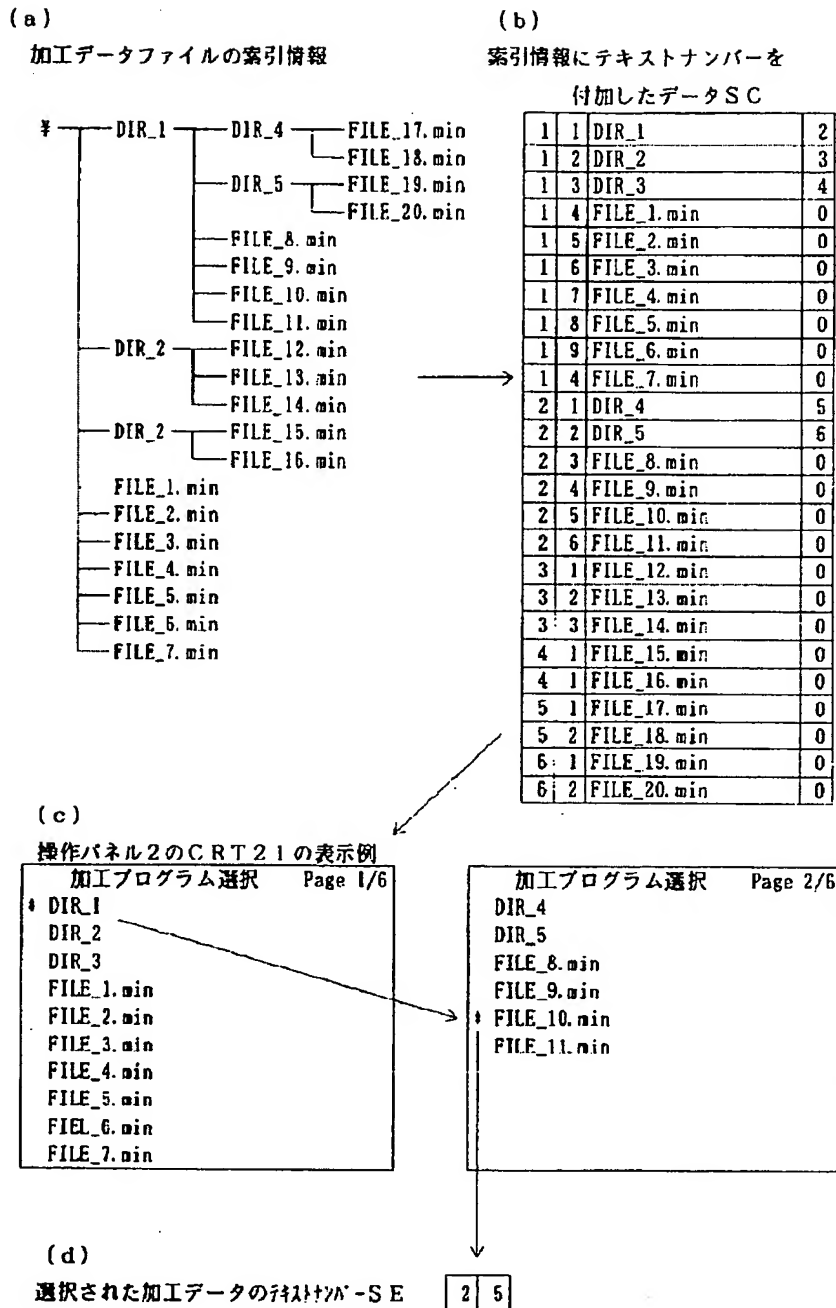 (a)
加工データファイルの索引情報
¥ DIR_1 DIR_4 FILE_17.min
FILE_18.min
DIR_5 FILE_19.min
FILE_20.min
FILE_8.min
FILE_9.min
FILE_10.min
FILE_11.min
DIR_2 FILE_12.min
FILE_13.min
FILE_14.min
DIR_2 FILE_15.min
FILE_16.min
FILE_1.min
FILE_2.min
FILE_3.min
FILE_4.min
FILE_5.min
FILE_6.min
FILE_7.min
(b)
索引情報にテキストナンバーを
付加したデータSC
1 1 DIR_1 2
1 2 DIR_2 3
1 3 DIR_3 4
1 4 FILE_1.min 0
1 5 FILE_2.min 0
1 6 FILE_3.min 0
1 7 FILE_4.min 0
1 8 FILE_5.min 0
1 9 FILE_6.min 0
1 4 FILE_7.min 0
2 1 DIR_4 5
2 2 DIR_5 6
2 3 FILE_8.min 0
2 4 FILE_9.min 0
2 5 FILE_10.min 0
2 6 FILE_11.min 0
3 1 FILE_12.min 0
3 2 FILE_13.min 0
3 3 FILE_14.min 0
4 1 FILE_15.min 0
4 1 FILE_16.min 0
5 1 FILE_17.min 0
5 2 FILE_18.min 0
6 1 FILE_19.min 0
6 2 FILE_20.min 0
(c)
操作パネル2のCRT21の表示例
加工プログラム選択 Page 1/6
* DIR_1
DIR_2
DIR_3
FILE_1.min
FILE_2.min
FILE_3.min
FILE_4.min
FILE_5.min
FIEL_6.min
FILE_7.min
加工プログラム選択 Page 2/6
DIR_4
DIR_5
FILE_8.min
FILE_9.min
* FILE_10.min
FILE_11.min
(d)
選択された加工データのテキストナンバーSE 2 5